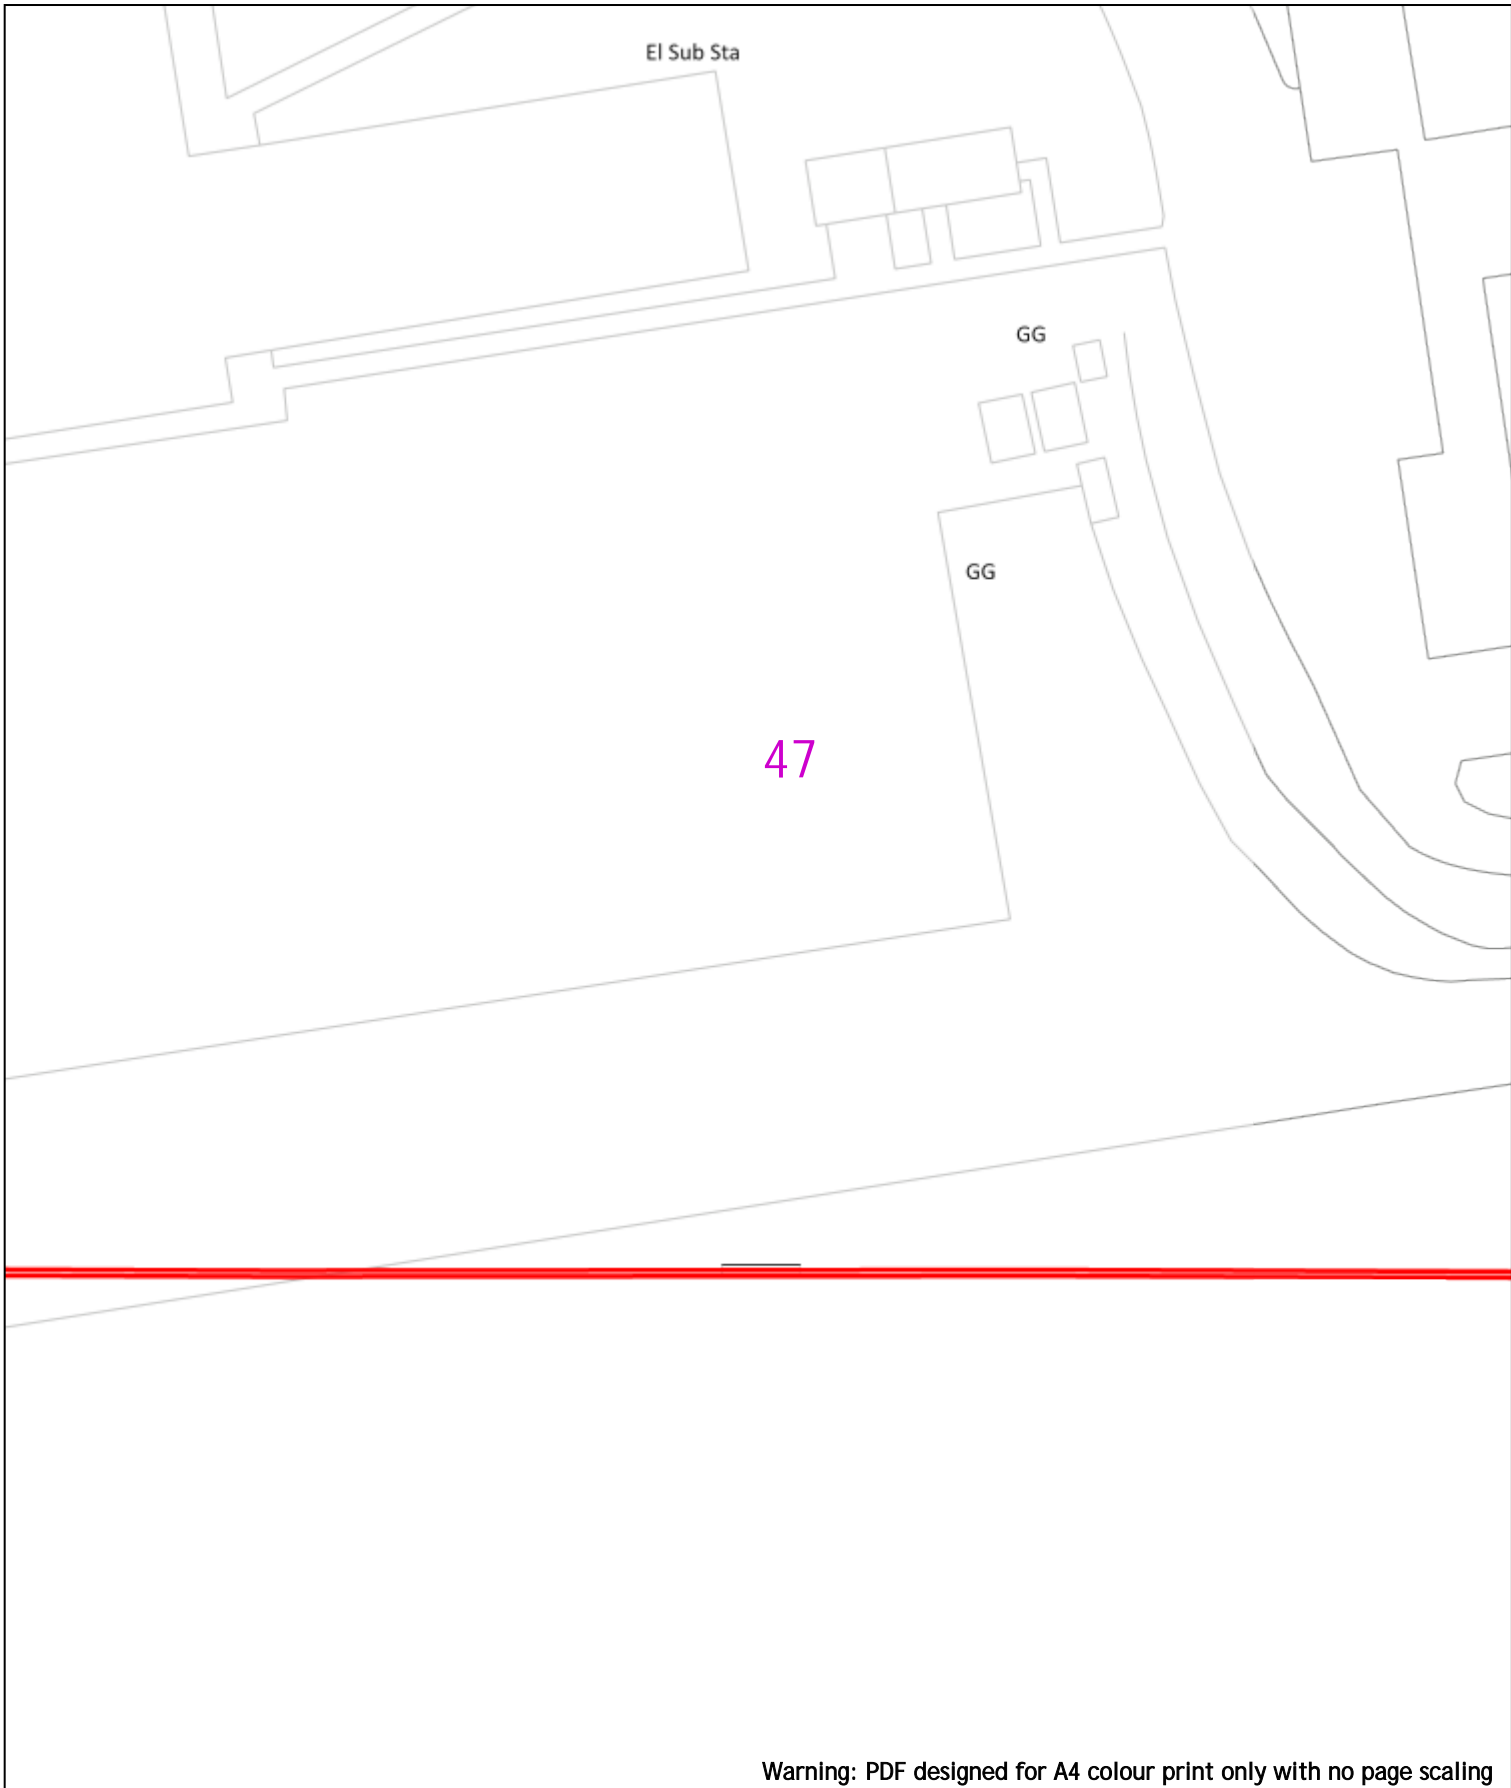 El Sub Sta
GG
GG
47
Warning: PDF designed for A4 colour print only with no page scaling